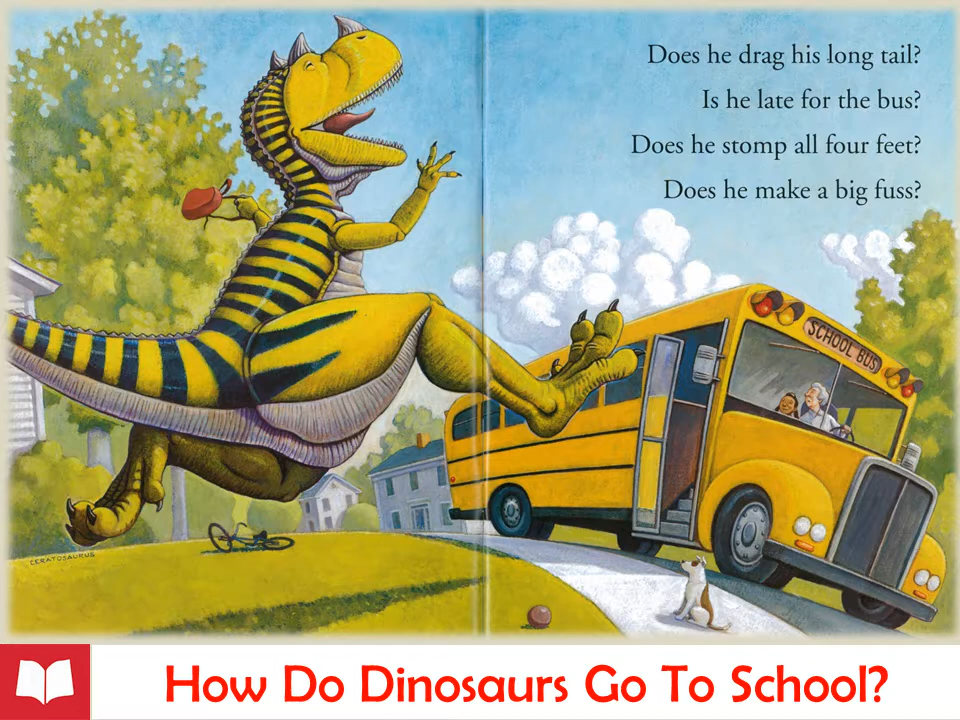 Does he drag his long tail?
Is he late for the bus?
Does he stomp all four feet?
Does he make a big fuss?
SCHOOL BUS
CERATOSAURUS
How Do Dinosaurs Go To School?